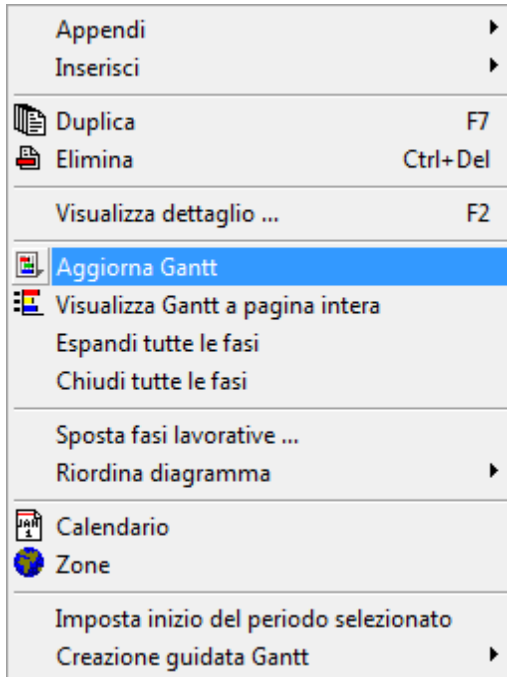 Appendi
Inserisci
Duplica F7
Elimina Ctrl+Del
Visualizza dettaglio ... F2
Aggiorna Gantt
Visualizza Gantt a pagina intera
Espandi tutte le fasi
Chiudi tutte le fasi
Sposta fasi lavorative ...
Riordina diagramma
JAN
1
Calendario
Zone
Imposta inizio del periodo selezionato
Creazione guidata Gantt